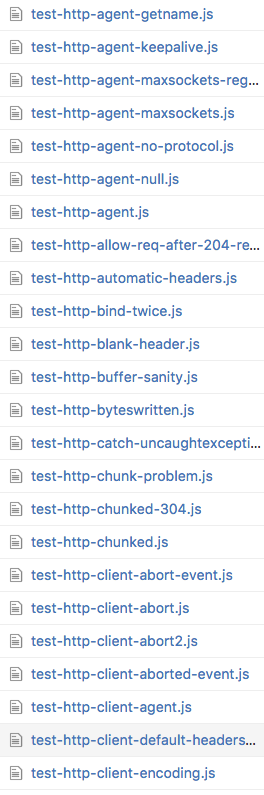 test-http-agent-getname.js
test-http-agent-keepalive.js
test-http-agent-maxsockets-reg...
test-http-agent-maxsockets.js
test-http-agent-no-protocol.js
test-http-agent-null.js
test-http-agent.js
test-http-allow-req-after-204-re...
test-http-automatic-headers.js
test-http-bind-twice.js
test-http-blank-header.js
test-http-buffer-sanity.js
test-http-byteswritten.js
test-http-catch-uncaughtexcepti...
test-http-chunk-problem.js
test-http-chunked-304.js
test-http-chunked.js
test-http-client-abort-event.js
test-http-client-abort.js
test-http-client-abort2.js
test-http-client-aborted-event.js
test-http-client-agent.js
test-http-client-default-headers...
test-http-client-encoding.js